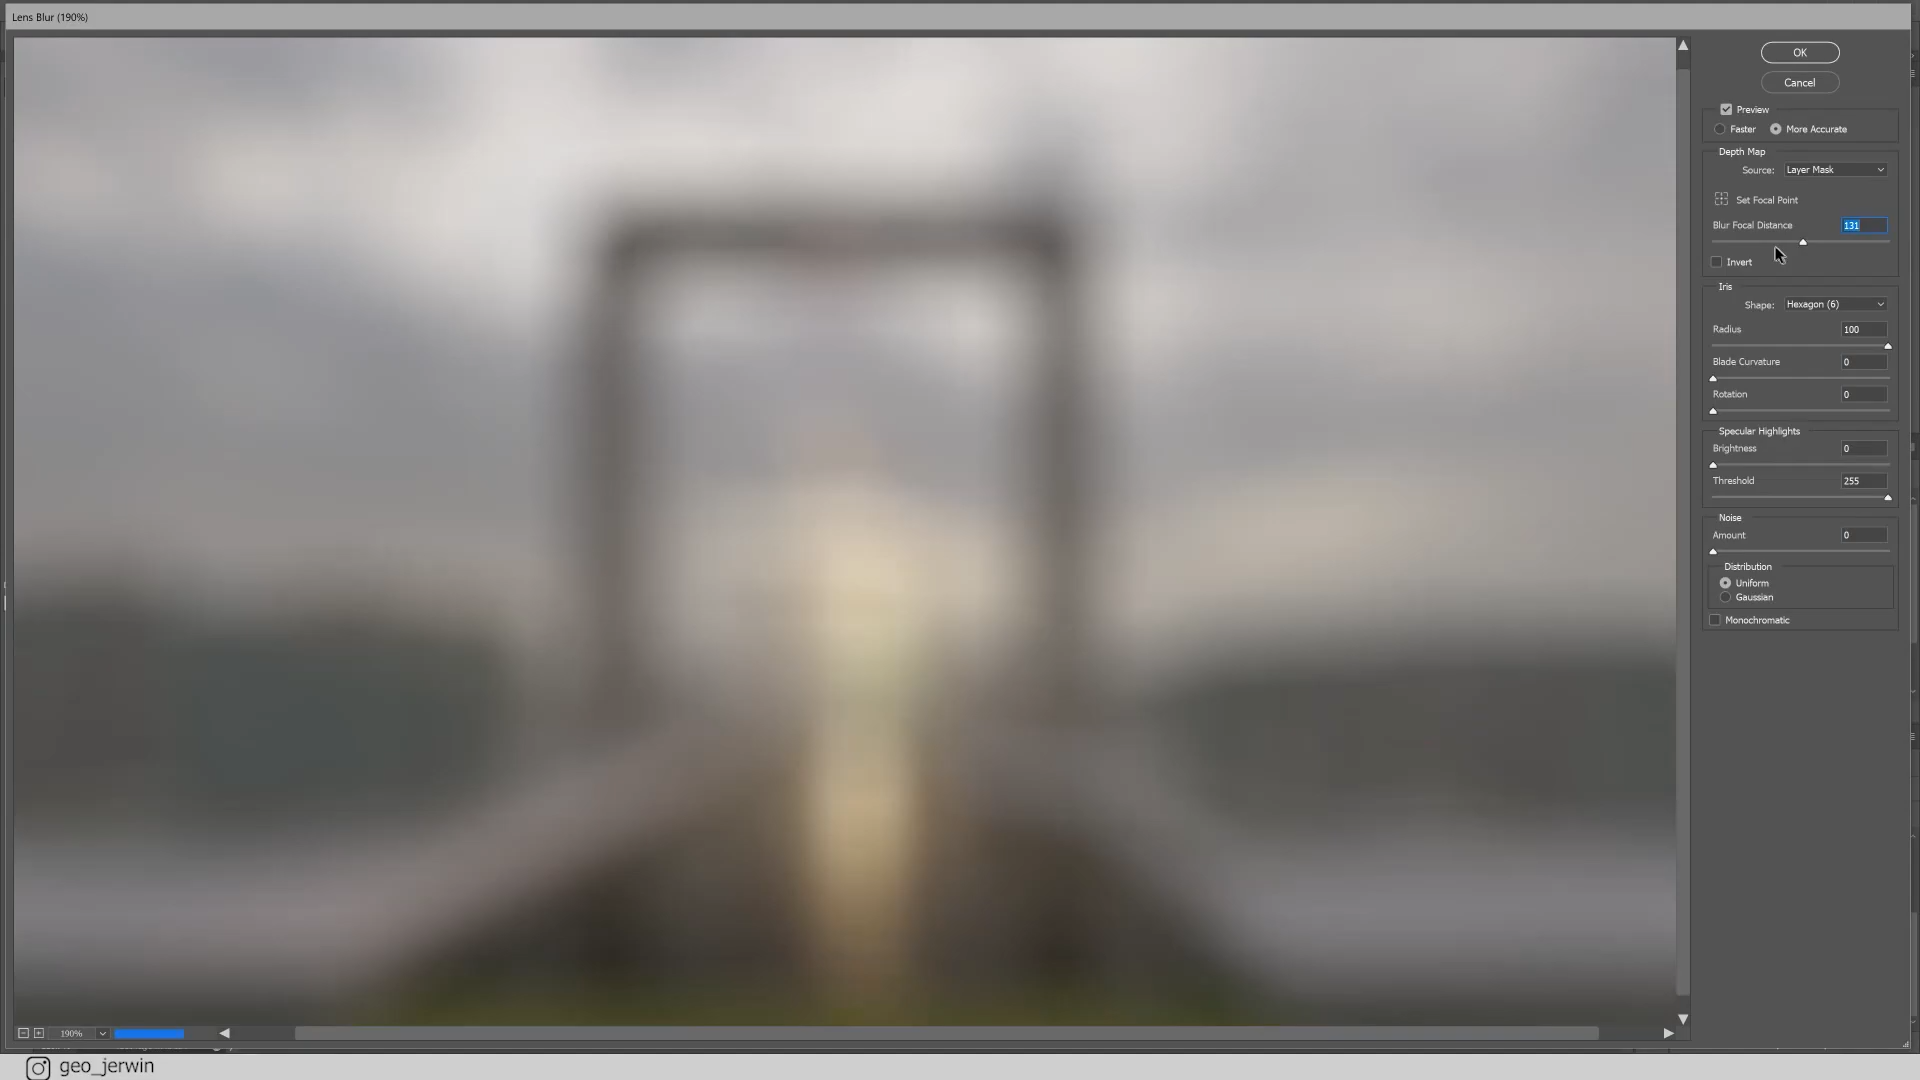 Lens Blur (190%)
OK
Cancel
Preview
Faster More Accurate
Depth Map
Source: Layer Mask
Set Focal Point
Blur Focal Distance 131
Invert
Iris
Shape: Hexagon (6)
Radius 100
Blade Curvature 0
Rotation 0
Specular Highlights
Brightness 0
Threshold 255
Noise
Amount 0
Distribution
Uniform
Gaussian
Monochromatic
190%
geo_jerwin